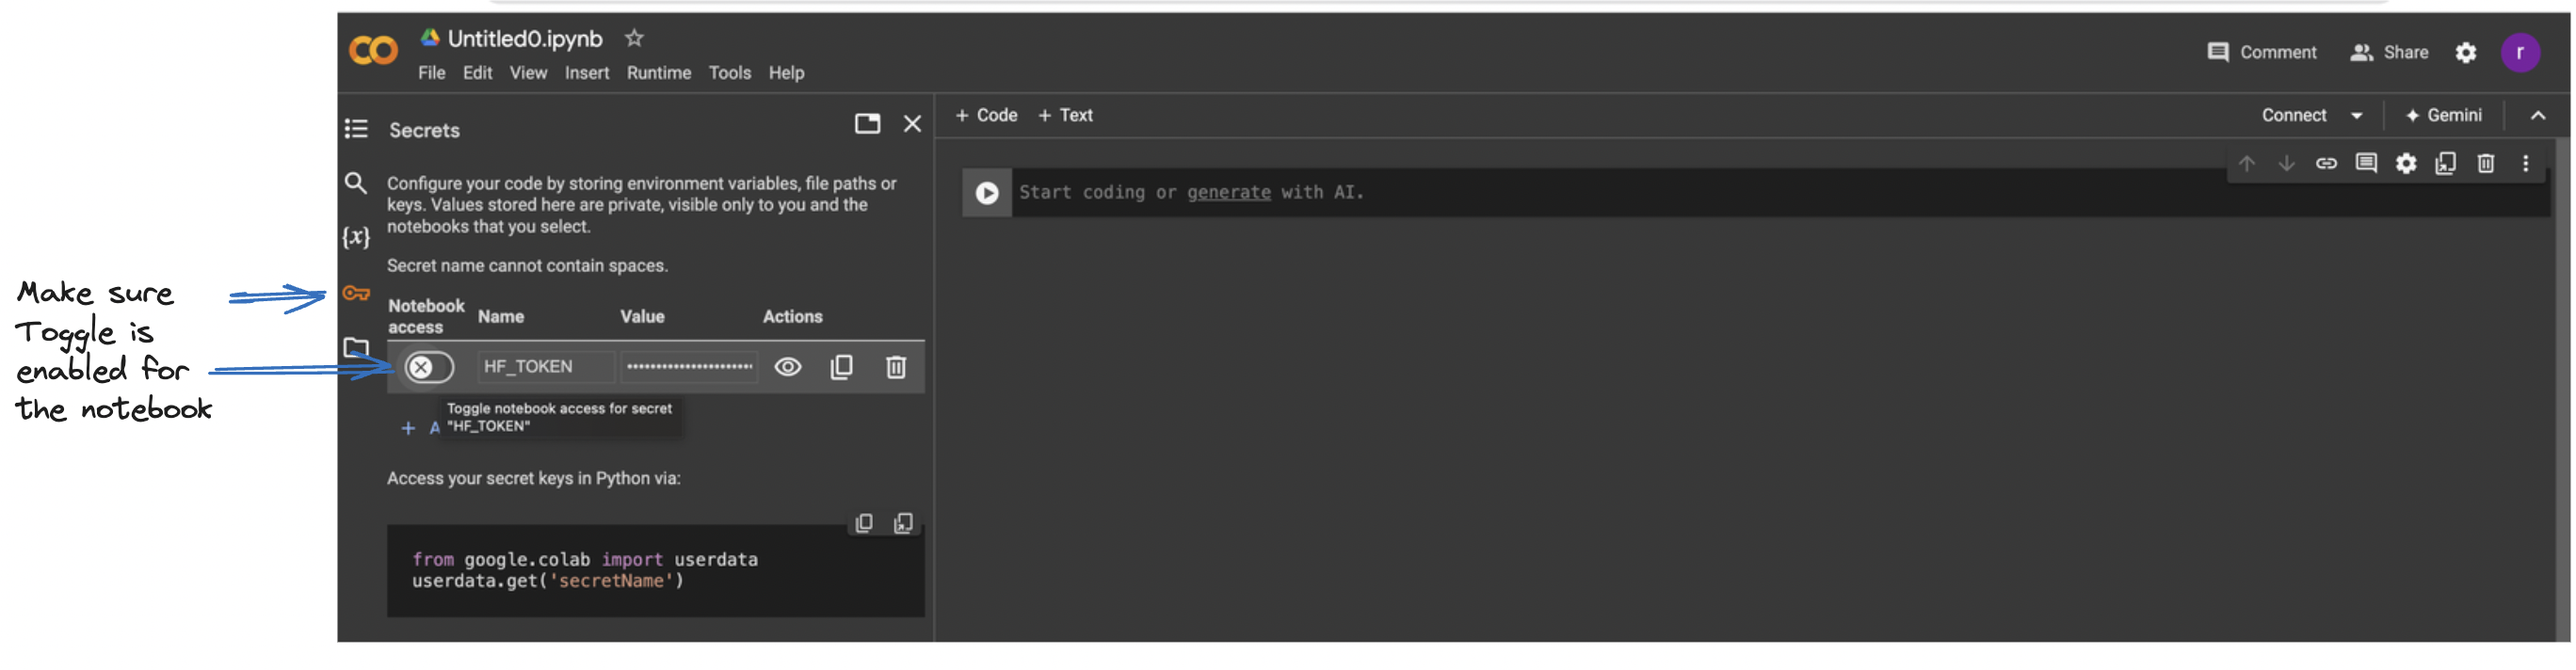 Untitled0.ipynb
File Edit View Insert Runtime Tools Help
Comment Share r
Secrets
+ Code + Text
Connect Gemini
Configure your code by storing environment variables, file paths or
keys. Values stored here are private, visible only to you and the
notebooks that you select.
Secret name cannot contain spaces.
Start coding or generate with AI.
{x}
Make sure
Toggle is
enabled for
the notebook
Notebook
access
Name Value Actions
HF_TOKEN ••••••••••••••••••••••
Toggle notebook access for secret
"HF_TOKEN"
+ A
Access your secret keys in Python via:
from google.colab import userdata
userdata.get('secretName')